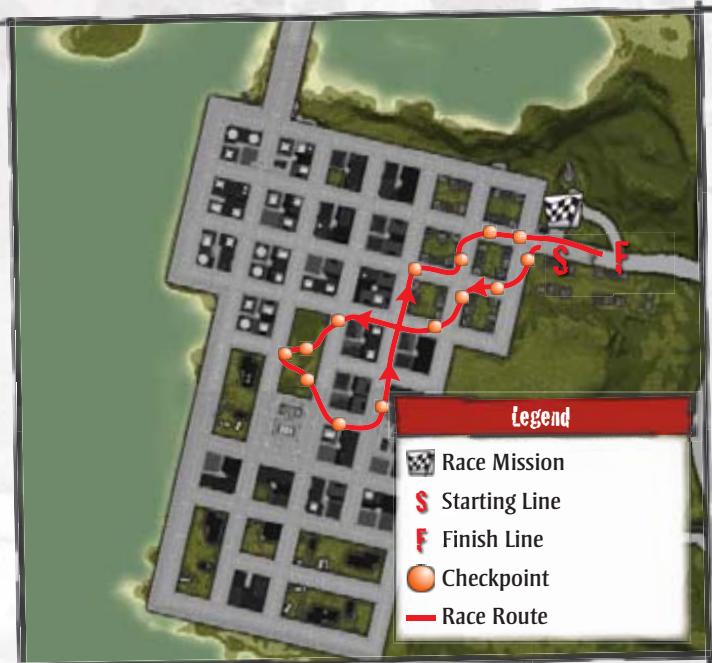 S F
Legend
Race Mission
S Starting Line
F Finish Line
Checkpoint
Race Route